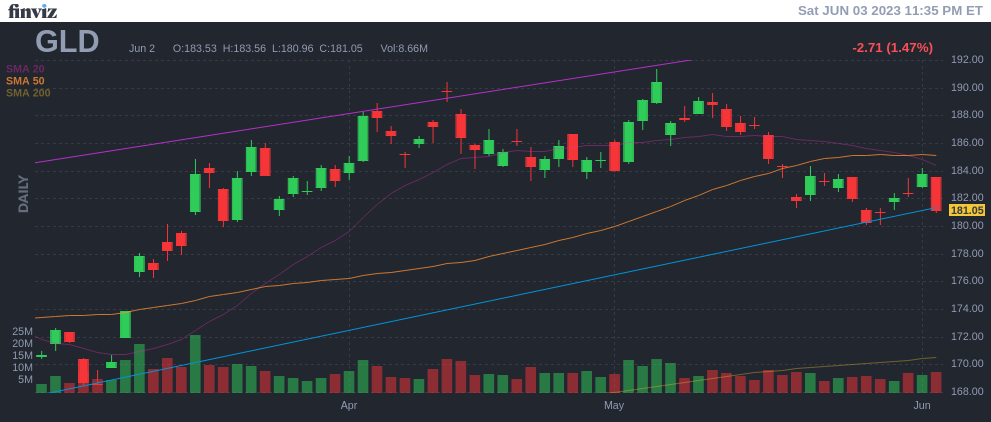 finviz
Sat JUN 03 2023 11:35 PM ET
GLD
Jun 2 O:183.53 H:183.56 L:180.96 C:181.05 Vol:8.66M
-2.71 (1.47%)
SMA 20
SMA 50
SMA 200
DAILY
192.00
190.00
188.00
186.00
184.00
182.00
181.05
180.00
178.00
176.00
174.00
172.00
170.00
168.00
25M
20M
15M
10M
5M
Apr
May
Jun